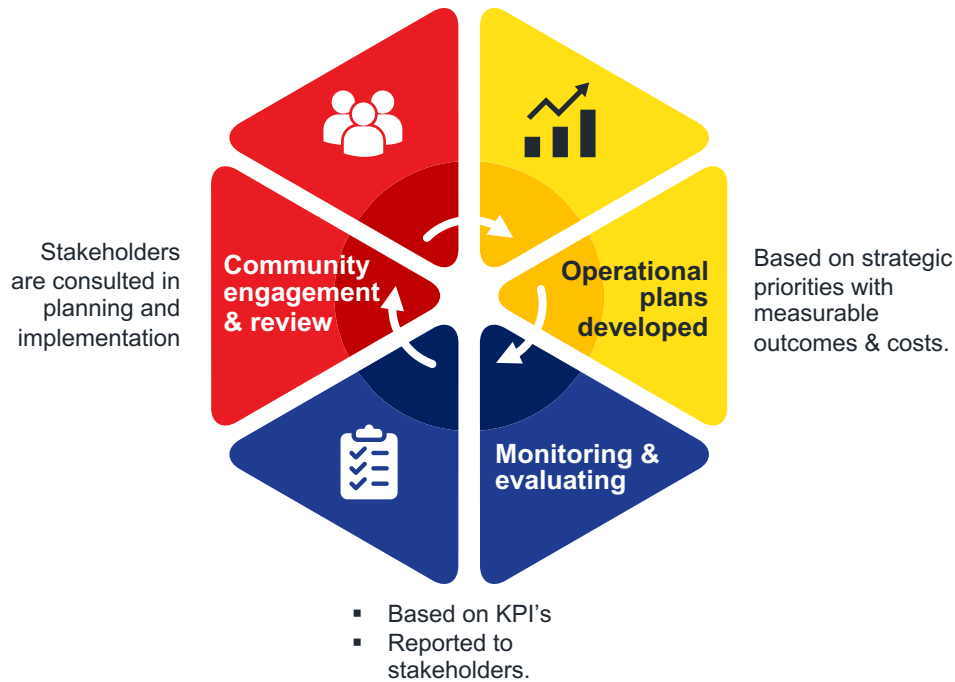 Stakeholders
are consulted in
planning and
implementation
Community
engagement
& review
Operational
plans
developed
Based on strategic
priorities with
measurable
outcomes & costs.
Monitoring &
evaluating
▪ Based on KPI’s
▪ Reported to
stakeholders.